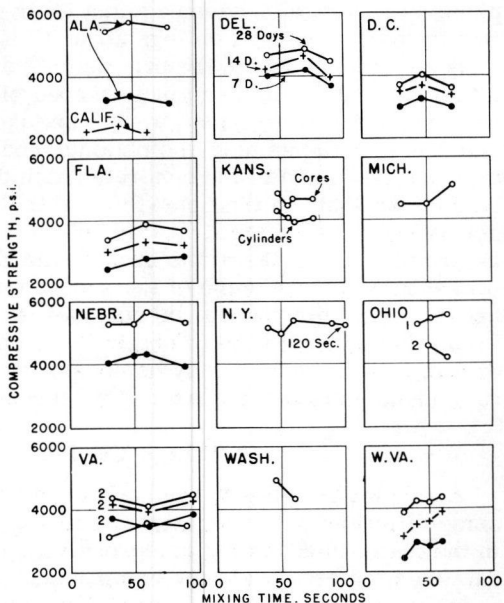 6000
ALA.
DEL.
28 Days
14 D.
7 D.
D.C.
4000
CALIF.
2000
6000
FLA.
KANS.
Cores
Cylinders
MICH.
4000
2000
6000
NEBR.
N.Y.
120 Sec.
OHIO
1
2
4000
2000
6000
VA.
2
2
2
1
WASH.
W.VA.
4000
2000
0 50 100 0 50 100 0 50 100
COMPRESSIVE STRENGTH, p.s.i.
MIXING TIME, SECONDS